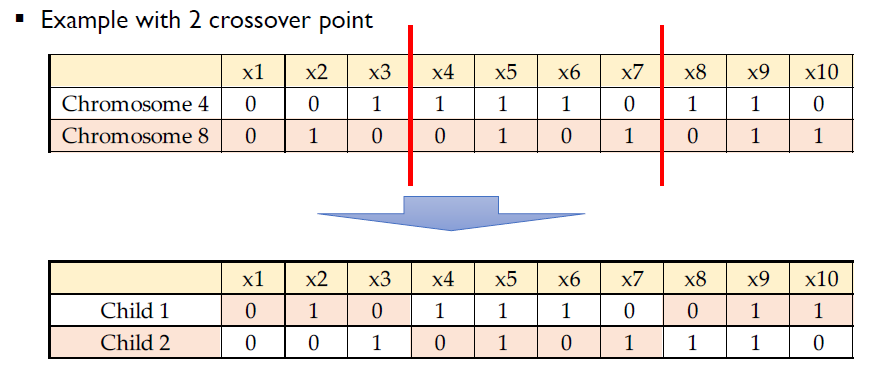 ▪ Example with 2 crossover point
x1 x2 x3 x4 x5 x6 x7 x8 x9 x10
Chromosome 4 0 0 1 1 1 1 0 1 1 0
Chromosome 8 0 1 0 0 1 0 1 0 1 1
x1 x2 x3 x4 x5 x6 x7 x8 x9 x10
Child 1 0 1 0 1 1 1 0 0 1 1
Child 2 0 0 1 0 1 0 1 1 1 0